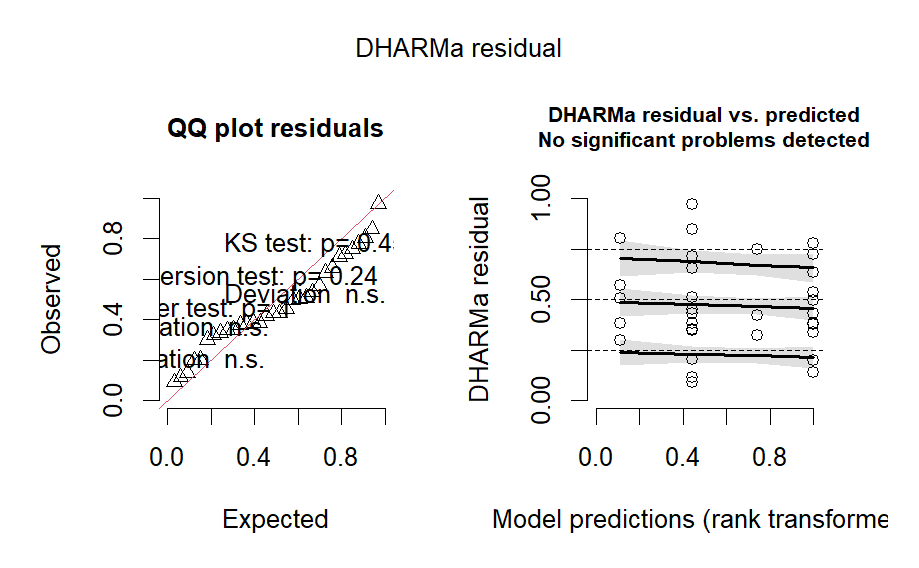 DHARMa residual
QQ plot residuals
KS test: p= 0.4
ersion test: p= 0.24
Deviation n.s.
er test: p=
ation n.s.
ation n.s.
Observed
0.0 0.4 0.8
0.0 0.4 0.8
Expected
DHARMa residual vs. predicted
No significant problems detected
DHARMa residual
0.00 0.50 1.00
0.0 0.4 0.8
Model predictions (rank transforme